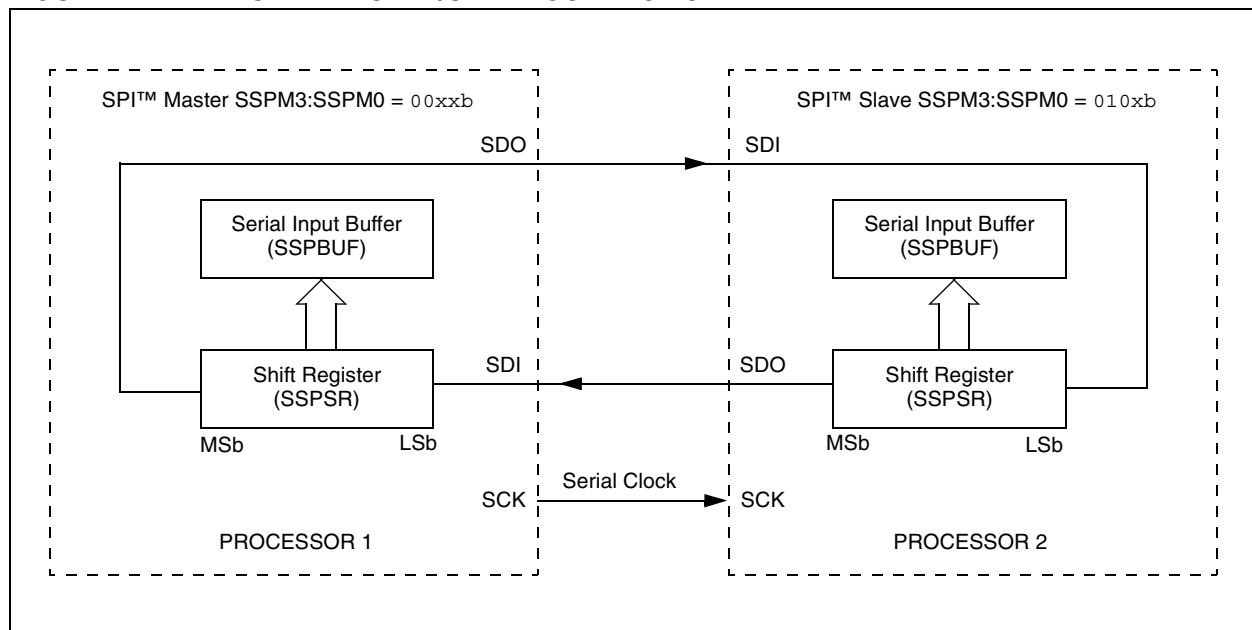 SPI™ Master SSPM3:SSPM0 = 00xxb
SDO
Serial Input Buffer
(SSPBUF)
Shift Register
(SSPSR)
MSb
LSb
SDI
SCK
PROCESSOR 1
Serial Clock
SPI™ Slave SSPM3:SSPM0 = 010xb
SDI
Serial Input Buffer
(SSPBUF)
SDO
Shift Register
(SSPSR)
MSb
LSb
SCK
PROCESSOR 2